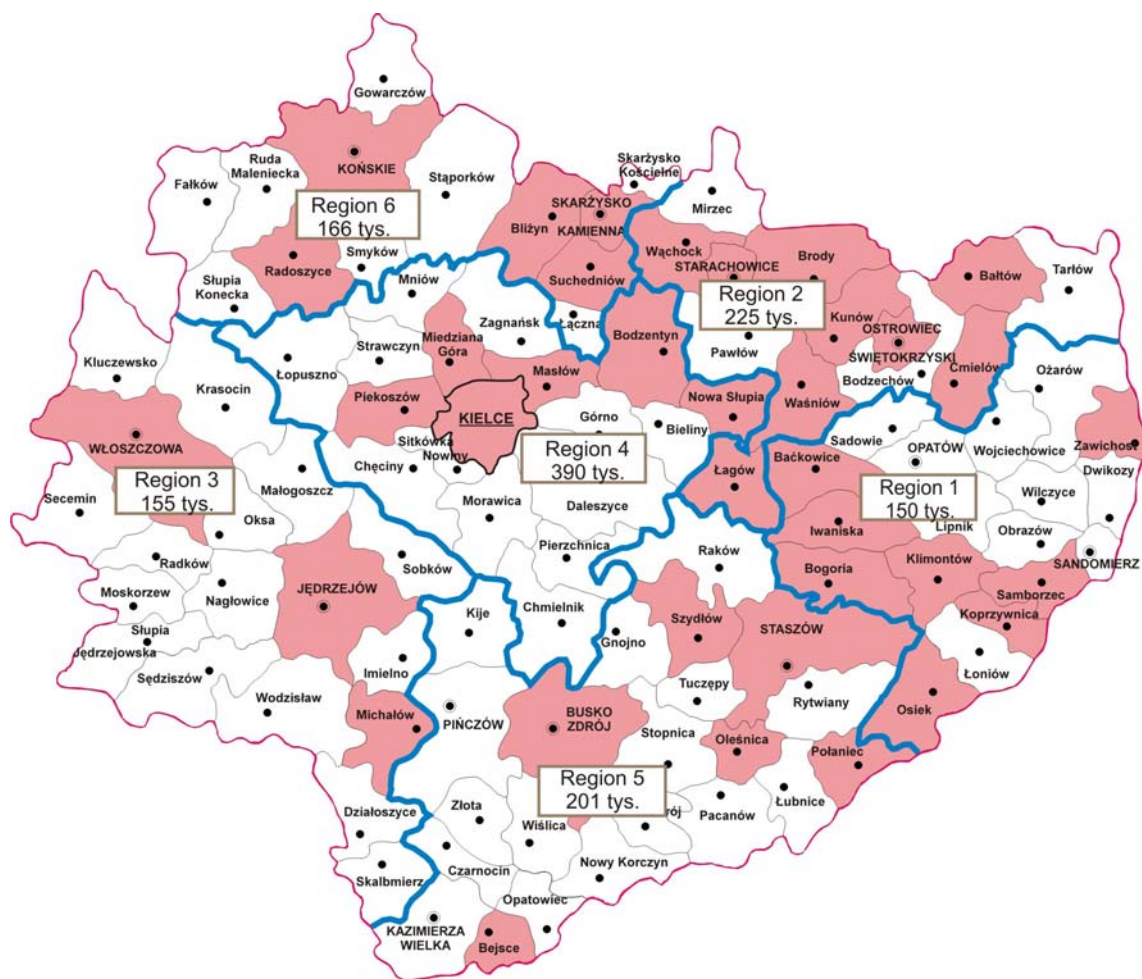 Gowarczów
KOŃSKIE
Ruda
Maleniecka
Fałków
Stąporków
Region 6
166 tys.
Radoszyce
Smyków
Słupia
Konecka
Mniów
Skarżysko
Kościelne
SKARŻYSKO
KAMIENNA
Bliżyn
Suchedniów
Łączna
Mirzec
Wąchock
STARACHOWICE
Brody
Region 2
225 tys.
Kunów
OSTROWIEC
ŚWIĘTOKRZYSKI
Bodzechów
Bałtów
Tarłów
Ćmielów
Pawłów
Waśniów
Bodzentyn
Nowa Słupia
Zagnańsk
Miedziana
Góra
Strawczyn
Łopuszno
Masłów
Piekoszów
KIELCE
Górno
Bieliny
Region 4
390 tys.
Sitkówka
Nowiny
Chęciny
Morawica
Daleszyce
Pierzchnica
Chmielnik
Łagów
Raków
Kluczewsko
Krasocin
WŁOSZCZOWA
Region 3
155 tys.
Małogoszcz
Secemin
Oksa
Radków
Moskorzew
Nagłowice
JĘDRZEJÓW
Sobków
Słupia
Jędrzejowska
Sędziszów
Imielno
Wodzisław
Michałów
Działoszyce
Skalbmierz
Ożarów
Sadowie
OPATÓW
Wojciechowice
Zawichost
Dwikozy
Baćkowice
Region 1
150 tys.
Wilczyce
Iwaniska
Lipnik
Obrazów
SANDOMIERZ
Klimontów
Bogoria
Samborzec
Koprzywnica
Łoniów
Osiek
Kije
Gnojno
Szydłów
STASZÓW
Tuczępy
Rytwiany
PIŃCZÓW
BUSKO
ZDRÓJ
Stopnica
Oleśnica
Połaniec
Region 5
201 tys.
Łubnice
Pacanów
Złota
Wiślica
Nowy Korczyn
Czarnocin
Opatowiec
KAZIMIERZA
WIELKA
Bejsce